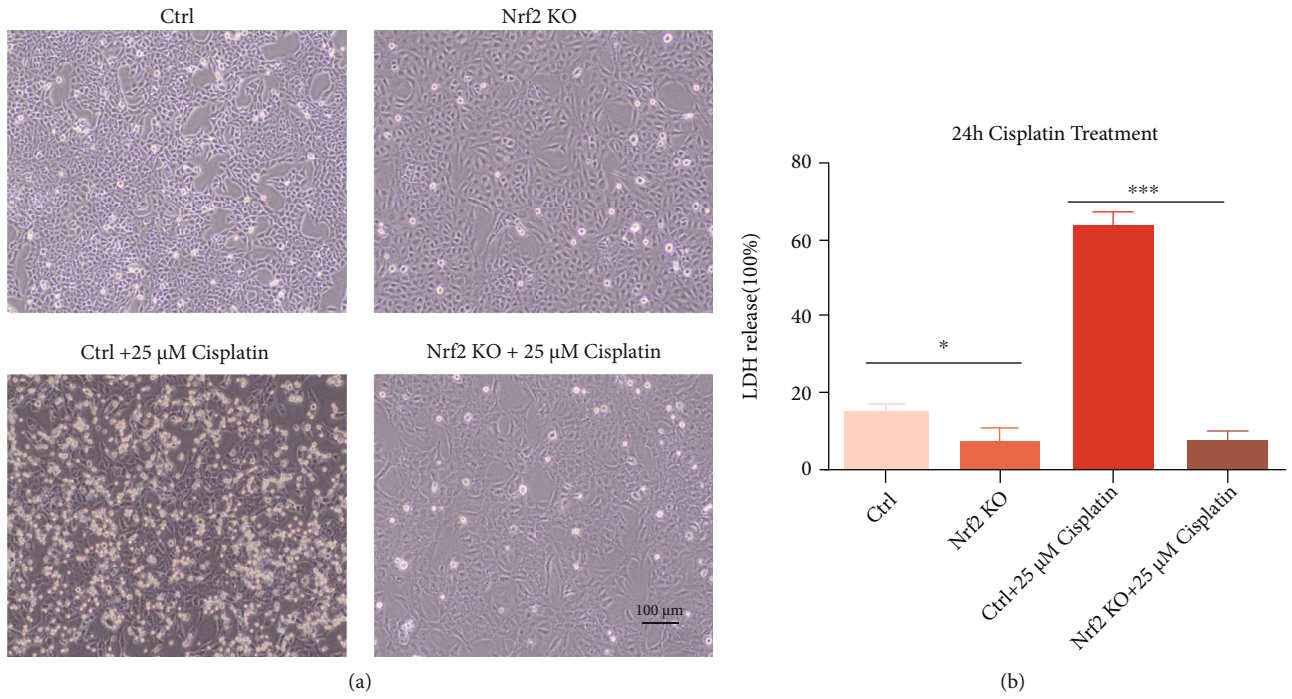 Ctrl
Nrf2 KO
Ctrl +25 μM Cisplatin
Nrf2 KO + 25 μM Cisplatin
100 μm
(a)
24h Cisplatin Treatment
LDH release(100%)
80
60
40
20
0
*
***
Ctrl
Nrf2 KO
Ctrl+25 μM Cisplatin
Nrf2 KO+25 μM Cisplatin
(b)